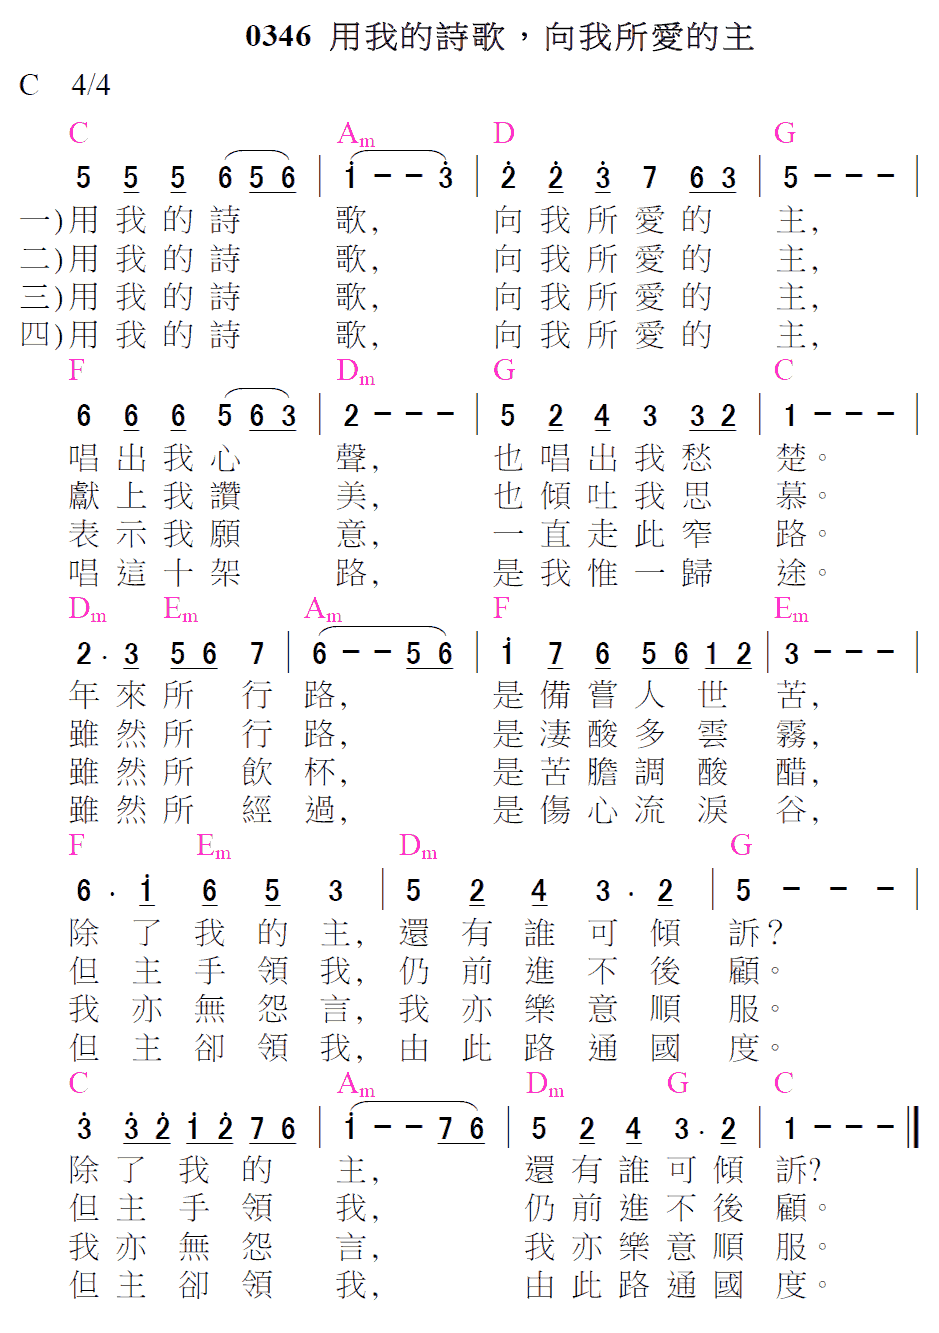 0346 用我的詩歌，向我所愛的主
C 4/4
C Am D G
5 5 5 6 5 6 | 1 − − 3 | 2 2 3 7 6 3 | 5 − − − |
一)用我的詩 歌, 向我所愛的 主,
二)用我的詩 歌, 向我所愛的 主,
三)用我的詩 歌, 向我所愛的 主,
四)用我的詩 歌, 向我所愛的 主,
F Dm G C
6 6 6 5 6 3 | 2 − − − | 5 2 4 3 3 2 | 1 − − − |
唱出我心 聲, 也唱出我愁 楚。
獻上我讚 美, 也傾吐我思 慕。
表示我願 意, 一直走此窄 路。
唱這十架 路, 是我惟一歸 途。
Dm Em Am F Em
2 · 3 5 6 7 | 6 − − 5 6 | 1 7 6 5 6 1 2 | 3 − − − |
年來所 行 路, 是備嘗人 世 苦,
雖然所 行 路, 是淒酸多 雲 霧,
雖然所 飲 杯, 是苦膽調 酸 醋,
雖然所 經 過, 是傷心流 淚 谷,
F Em Dm G
6 · 1 6 5 3 | 5 2 4 3 · 2 | 5 − − − |
除了我的主, 還有誰可傾 訴？
但主手領我, 仍前進不後 顧。
我亦無怨言, 我亦樂意順 服。
但主卻領我, 由此路通國 度。
C Am Dm G C
3 3 2 1 2 7 6 | 1 − − 7 6 | 5 2 4 3 · 2 | 1 − − − ‖
除了 我 的 主, 還有誰可傾 訴?
但主 手 領 我, 仍前進不後 顧。
我亦 無 怨 言, 我亦樂意順 服。
但主 卻 領 我, 由此路通國 度。